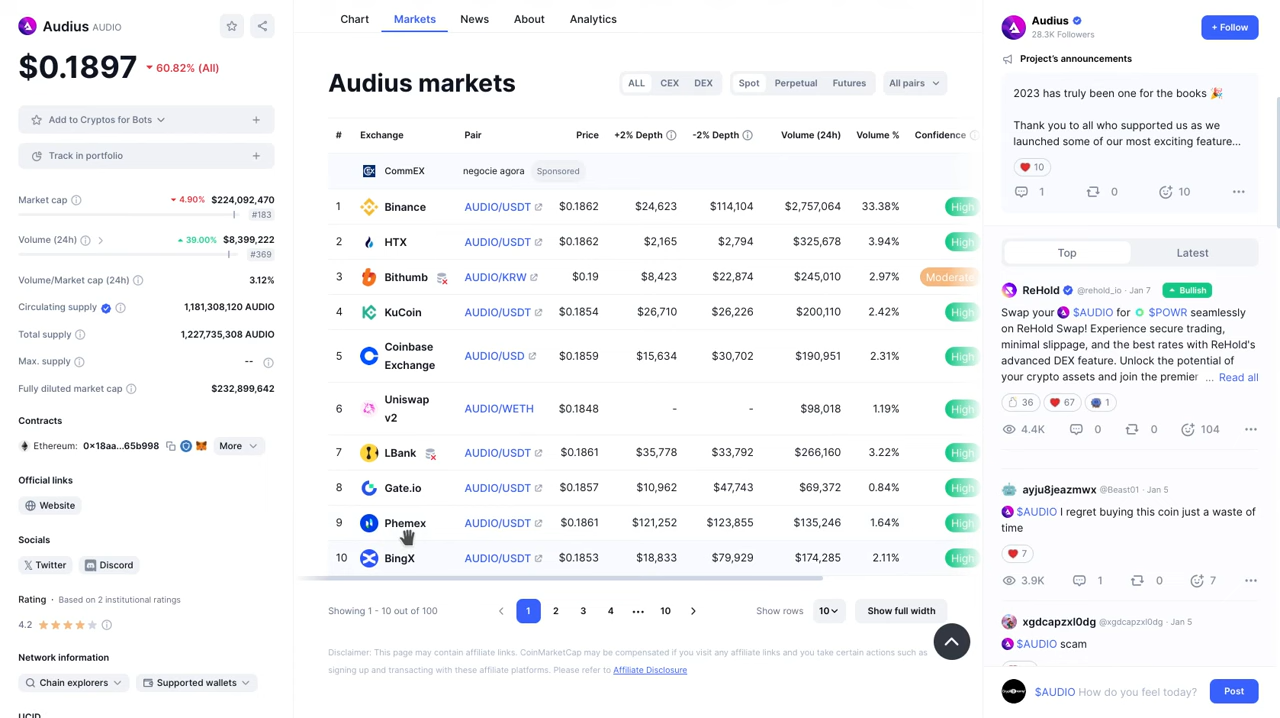 Audius AUDIO
$0.1897 60.82% (All)
Add to Cryptos for Bots
Track in portfolio
Market cap 4.90% $224,092,470
#183
Volume (24h) 39.00% $8,399,222
#369
Volume/Market cap (24h) 3.12%
Circulating supply 1,181,308,120 AUDIO
Total supply 1,227,735,308 AUDIO
Max. supply --
Fully diluted market cap $232,899,642
Contracts
Ethereum: 0x18aa...65b998 More
Official links
Website
Socials
Twitter Discord
Rating · Based on 2 institutional ratings
4.2
Network information
Chain explorers Supported wallets
UCID
Chart Markets News About Analytics
Audius markets ALL CEX DEX Spot Perpetual Futures All pairs
# Exchange Pair Price +2% Depth -2% Depth Volume (24h) Volume % Confidence
CommEX negocie agora Sponsored
1 Binance AUDIO/USDT $0.1862 $24,623 $114,104 $2,757,064 33.38% High
2 HTX AUDIO/USDT $0.1862 $2,165 $2,794 $325,678 3.94% High
3 Bithumb AUDIO/KRW $0.19 $8,423 $22,874 $245,010 2.97% Moderate
4 KuCoin AUDIO/USDT $0.1854 $26,710 $26,226 $200,110 2.42% High
5 Coinbase Exchange AUDIO/USD $0.1859 $15,634 $30,702 $190,951 2.31% High
6 Uniswap v2 AUDIO/WETH $0.1848 - - $98,018 1.19% High
7 LBank AUDIO/USDT $0.1861 $35,778 $33,792 $266,160 3.22% High
8 Gate.io AUDIO/USDT $0.1857 $10,962 $47,743 $69,372 0.84% High
9 Phemex AUDIO/USDT $0.1861 $121,252 $123,855 $135,246 1.64% High
10 BingX AUDIO/USDT $0.1853 $18,833 $79,929 $174,285 2.11% High
Showing 1 - 10 out of 100 1 2 3 4 ... 10 Show rows 10 Show full width
Disclaimer: This page may contain affiliate links. CoinMarketCap may be compensated if you visit any affiliate links and you take certain actions such as
signing up and transacting with these affiliate platforms. Please refer to Affiliate Disclosure
Audius
28.3K Followers
+ Follow
Project's announcements
2023 has truly been one for the books 🎉
Thank you to all who supported us as we
launched some of our most exciting feature...
❤️ 10
1 0 10
Top Latest
ReHold @rehold_io · Jan 7 Bullish
Swap your $AUDIO for $POWR seamlessly
on ReHold Swap! Experience secure trading,
minimal slippage, and the best rates with ReHold's
advanced DEX feature. Unlock the potential of
your crypto assets and join the premier ... Read all
36 67 1
4.4K 0 0 104
ayju8jeazmwx @Beast01 · Jan 5
$AUDIO I regret buying this coin just a waste of
time
7
3.9K 1 0 7
xgdcapzxl0dg @xgdcapzxl0dg · Jan 5
$AUDIO scam
$AUDIO How do you feel today? Post